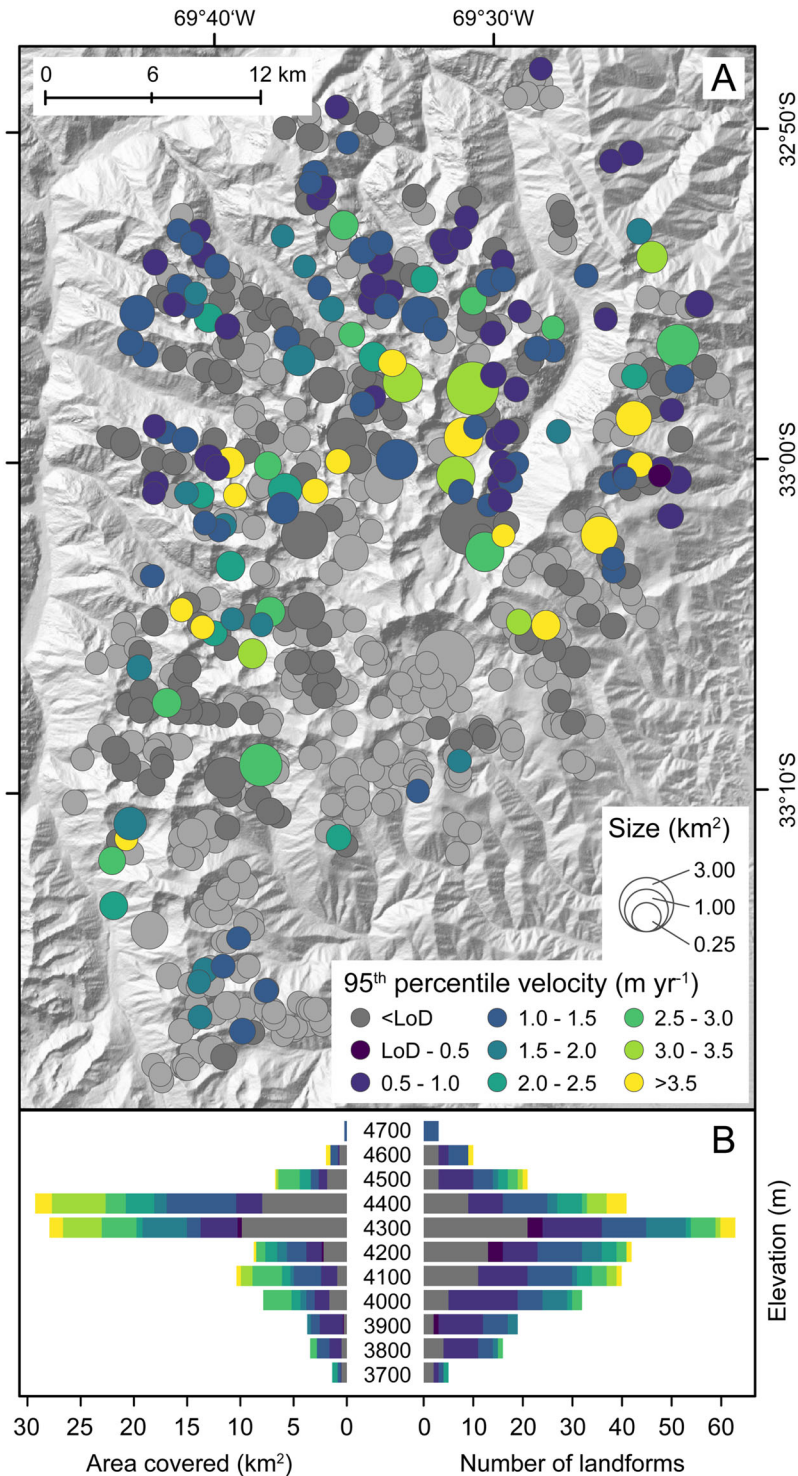 69°40'W 69°30'W
A
0 6 12 km
32°50'S
33°00'S
33°10'S
Size (km²)
3.00
1.00
0.25
95th percentile velocity (m yr⁻¹)
<LoD 1.0 - 1.5 2.5 - 3.0
LoD - 0.5 1.5 - 2.0 3.0 - 3.5
0.5 - 1.0 2.0 - 2.5 >3.5
B
4700
4600
4500
4400
4300
4200
4100
4000
3900
3800
3700
Elevation (m)
30 25 20 15 10 5 0 0 10 20 30 40 50 60
Area covered (km²) Number of landforms